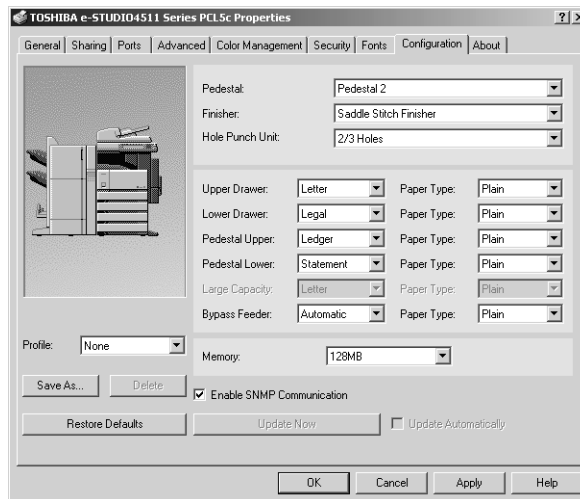 TOSHIBA e-STUDIO4511 Series PCL5c Properties
General Sharing Ports Advanced Color Management Security Fonts Configuration About
Pedestal: Pedestal 2
Finisher: Saddle Stitch Finisher
Hole Punch Unit: 2/3 Holes
Upper Drawer: Letter Paper Type: Plain
Lower Drawer: Legal Paper Type: Plain
Pedestal Upper: Ledger Paper Type: Plain
Pedestal Lower: Statement Paper Type: Plain
Large Capacity: Letter Paper Type: Plain
Bypass Feeder: Automatic Paper Type: Plain
Profile: None
Memory: 128MB
Save As... Delete
Enable SNMP Communication
Restore Defaults Update Now Update Automatically
OK Cancel Apply Help